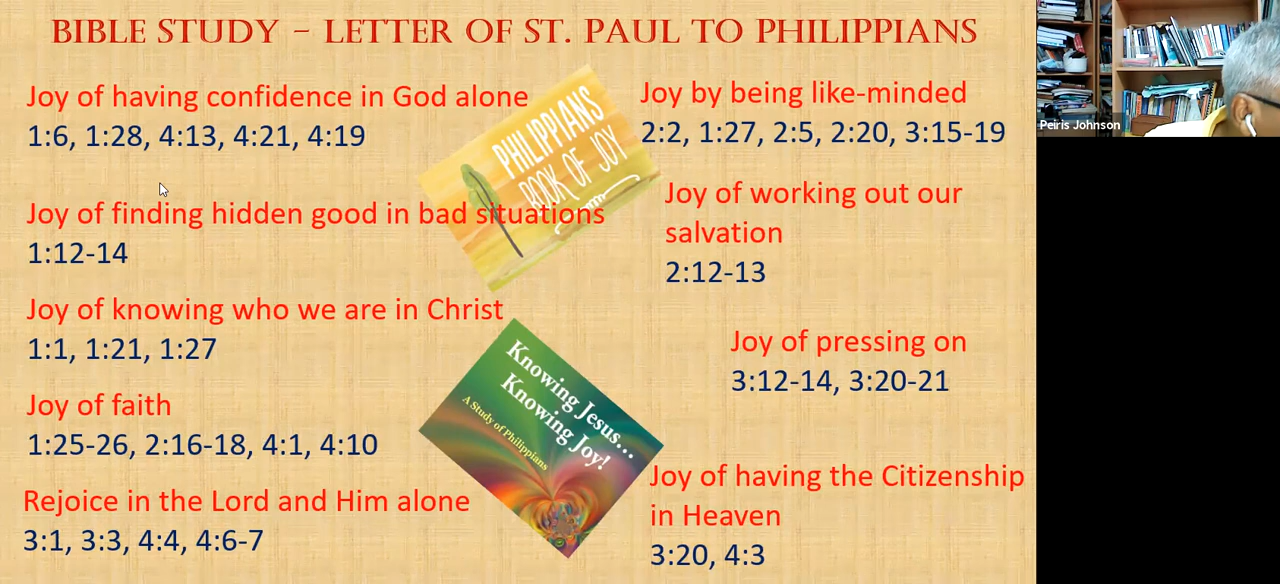 BIBLE STUDY – LETTER OF ST. PAUL TO PHILIPPIANS
Joy of having confidence in God alone
1:6, 1:28, 4:13, 4:21, 4:19
Joy of finding hidden good in bad situations
1:12-14
Joy of knowing who we are in Christ
1:1, 1:21, 1:27
Joy of faith
1:25-26, 2:16-18, 4:1, 4:10
Rejoice in the Lord and Him alone
3:1, 3:3, 4:4, 4:6-7
PHILIPPIANS
BOOK OF JOY
Knowing Jesus...
Knowing Joy!
A Study of Philippians
Joy by being like-minded
2:2, 1:27, 2:5, 2:20, 3:15-19
Joy of working out our
salvation
2:12-13
Joy of pressing on
3:12-14, 3:20-21
Joy of having the Citizenship
in Heaven
3:20, 4:3
Peiris Johnson